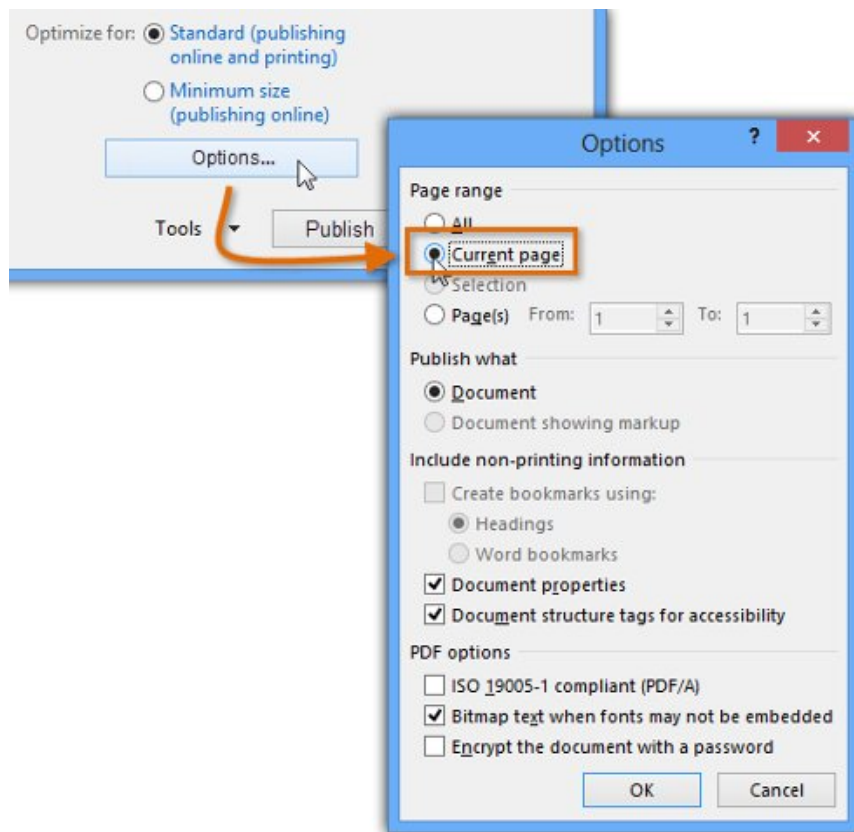 Optimize for: Standard (publishing
online and printing)
Minimum size
(publishing online)
Options...
Tools
Publish
Options
?
Page range
All
Current page
Selection
Page(s) From: 1 To: 1
Publish what
Document
Document showing markup
Include non-printing information
Create bookmarks using:
Headings
Word bookmarks
Document properties
Document structure tags for accessibility
PDF options
ISO 19005-1 compliant (PDF/A)
Bitmap text when fonts may not be embedded
Encrypt the document with a password
OK Cancel